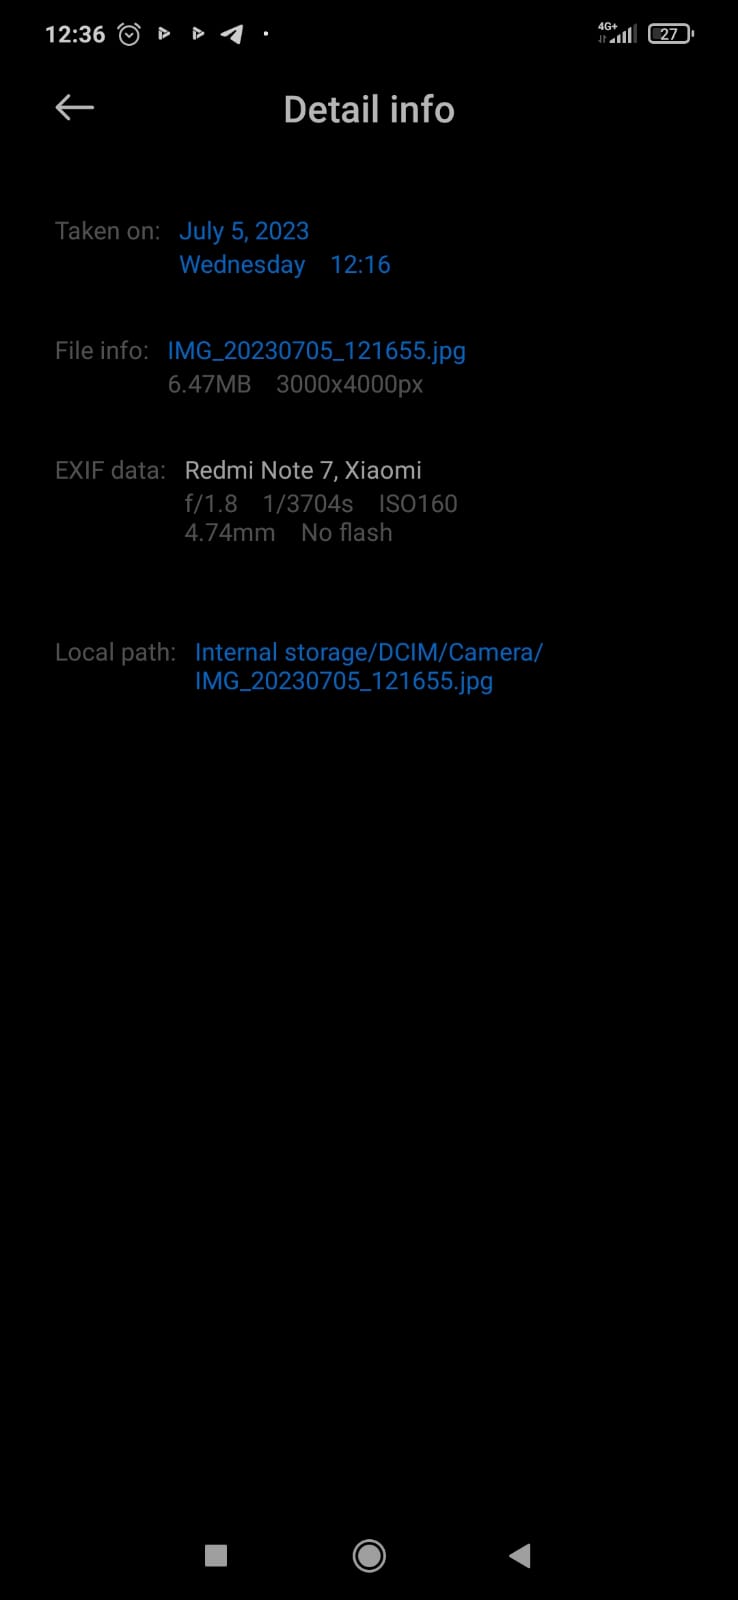 12:36 4G+ 27
Detail info
Taken on: July 5, 2023
Wednesday 12:16
File info: IMG_20230705_121655.jpg
6.47MB 3000x4000px
EXIF data: Redmi Note 7, Xiaomi
f/1.8 1/3704s ISO160
4.74mm No flash
Local path: Internal storage/DCIM/Camera/
IMG_20230705_121655.jpg